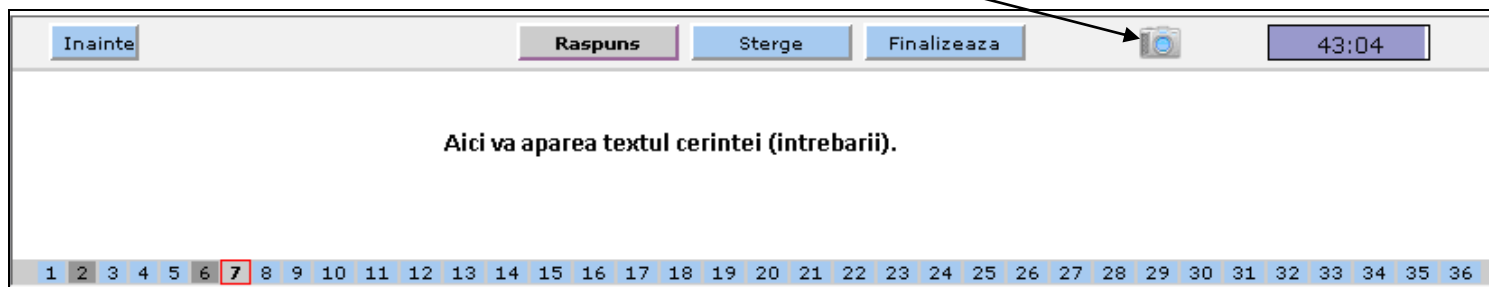 Inainte Raspuns Sterge Finalizeaza 43:04
Aici va aparea textul cerintei (intrebarii).
1 2 3 4 5 6 7 8 9 10 11 12 13 14 15 16 17 18 19 20 21 22 23 24 25 26 27 28 29 30 31 32 33 34 35 36